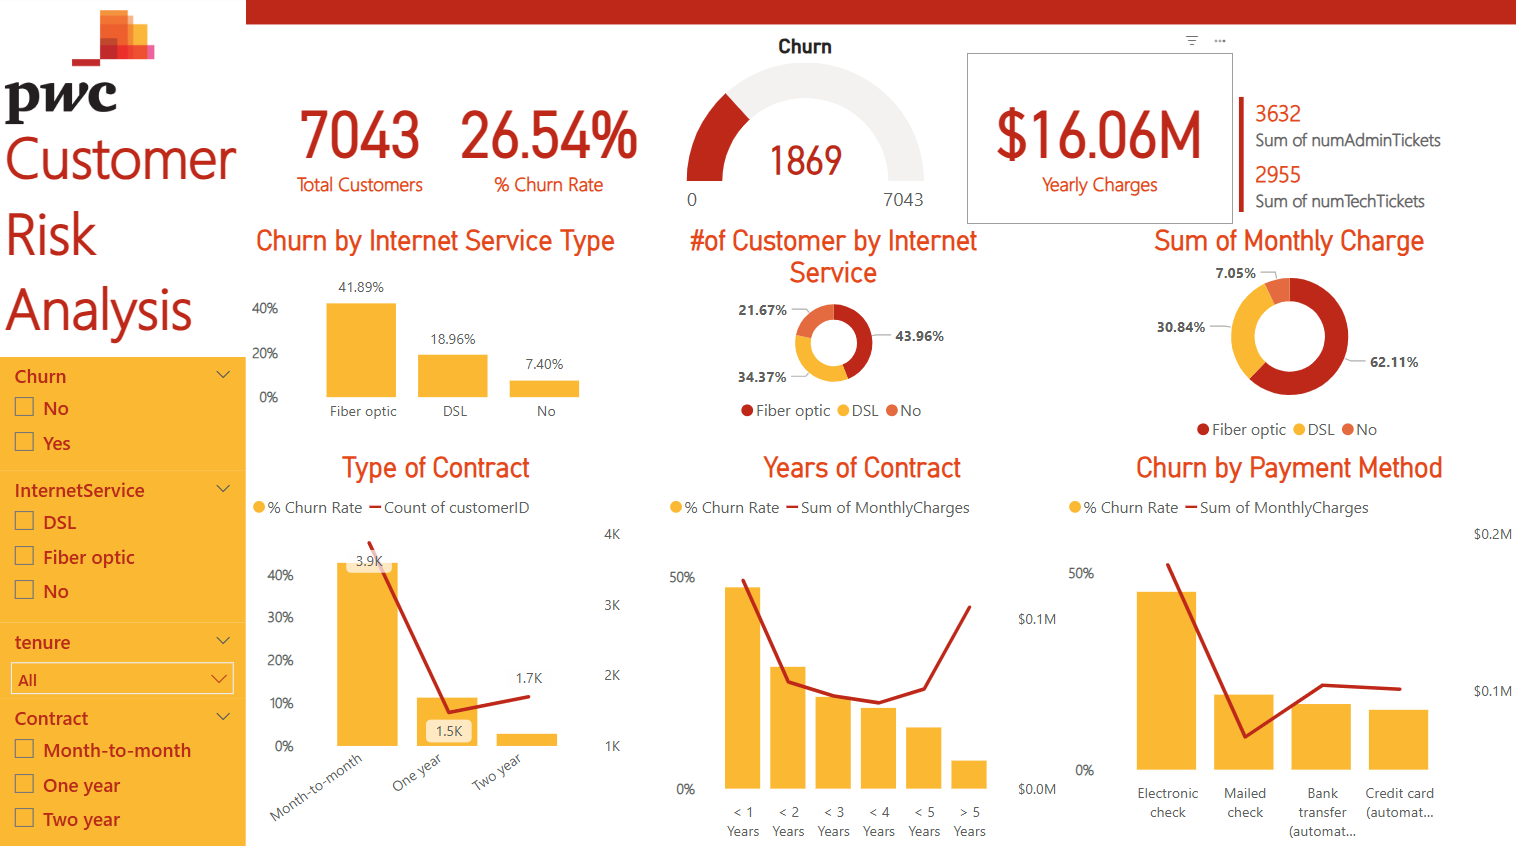 pwc
Customer
Risk
Analysis
Churn
No
Yes
InternetService
DSL
Fiber optic
No
tenure
All
Contract
Month-to-month
One year
Two year
7043
Total Customers
26.54%
% Churn Rate
Churn
1869
0
7043
$16.06M
Yearly Charges
3632
Sum of numAdminTickets
2955
Sum of numTechTickets
Churn by Internet Service Type
40%
20%
0%
41.89%
18.96%
7.40%
Fiber optic
DSL
No
#of Customer by Internet
Service
21.67%
43.96%
34.37%
Fiber optic
DSL
No
Sum of Monthly Charge
7.05%
30.84%
62.11%
Fiber optic
DSL
No
Type of Contract
% Churn Rate
Count of customerID
40%
30%
20%
10%
0%
3.9K
1.5K
1.7K
4K
3K
2K
1K
Month-to-month
One year
Two year
Years of Contract
% Churn Rate
Sum of MonthlyCharges
50%
0%
$0.1M
$0.0M
< 1
Years
< 2
Years
< 3
Years
< 4
Years
< 5
Years
> 5
Years
Churn by Payment Method
% Churn Rate
Sum of MonthlyCharges
50%
0%
$0.2M
$0.1M
Electronic
check
Mailed
check
Bank
transfer
(automat...
Credit card
(automat...